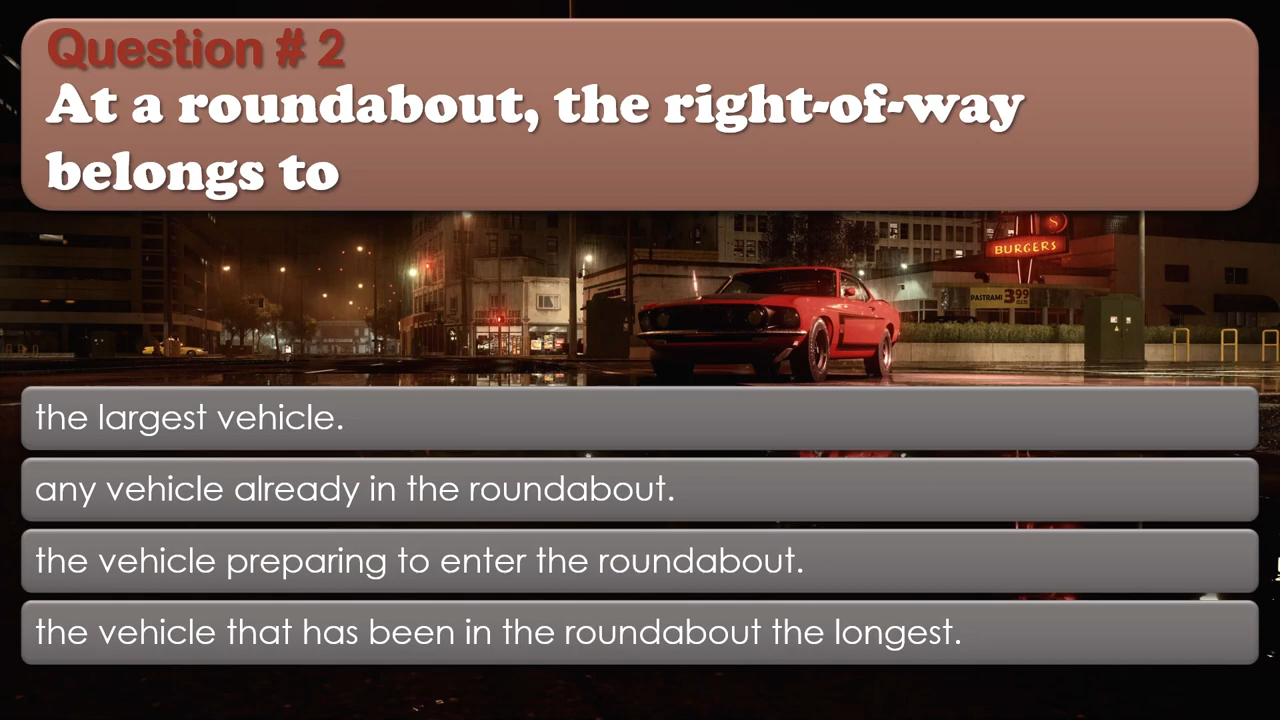 Question # 2
At a roundabout, the right-of-way
belongs to
S
BURGERS
PASTRAMI 3.99
the largest vehicle.
any vehicle already in the roundabout.
the vehicle preparing to enter the roundabout.
the vehicle that has been in the roundabout the longest.